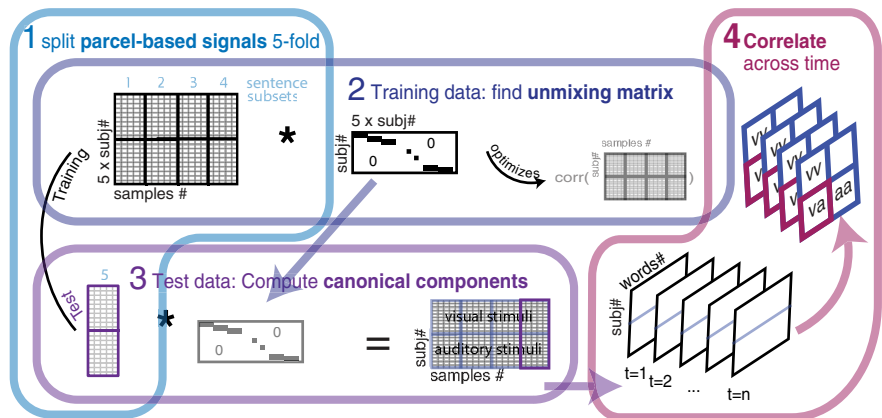 1 split parcel-based signals 5-fold
1 2 3 4 sentence
subsets
5 x subj#
samples #
*
Training
2 Training data: find unmixing matrix
5 x subj#
subj#
0
0
optimizes
samples #
subj#
corr( )
3 Test data: Compute canonical components
5
Test
*
0
0
=
subj#
visual stimuli
auditory stimuli
samples #
4 Correlate
across time
vv
vv
vv
vv
va aa
words#
subj#
t=1
t=2
...
t=n